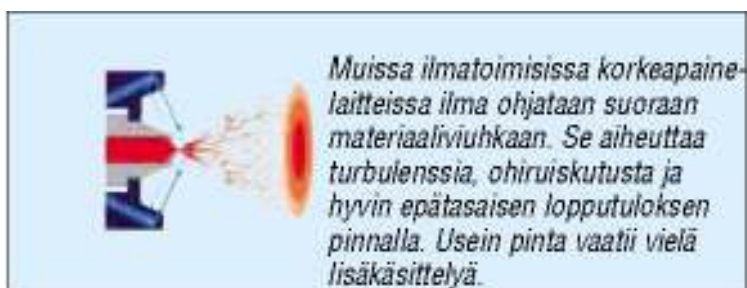 Muissa ilmatoimisissa korkeapaine-
laitteissa ilma ohjataan suoraan
materiaaliviuhkaan. Se aiheuttaa
turbulenssia, ohiruiskutusta ja
hyvin epätasaisen lopputuloksen
pinnalla. Usein pinta vaatii vielä
lisäkäsittelyä.